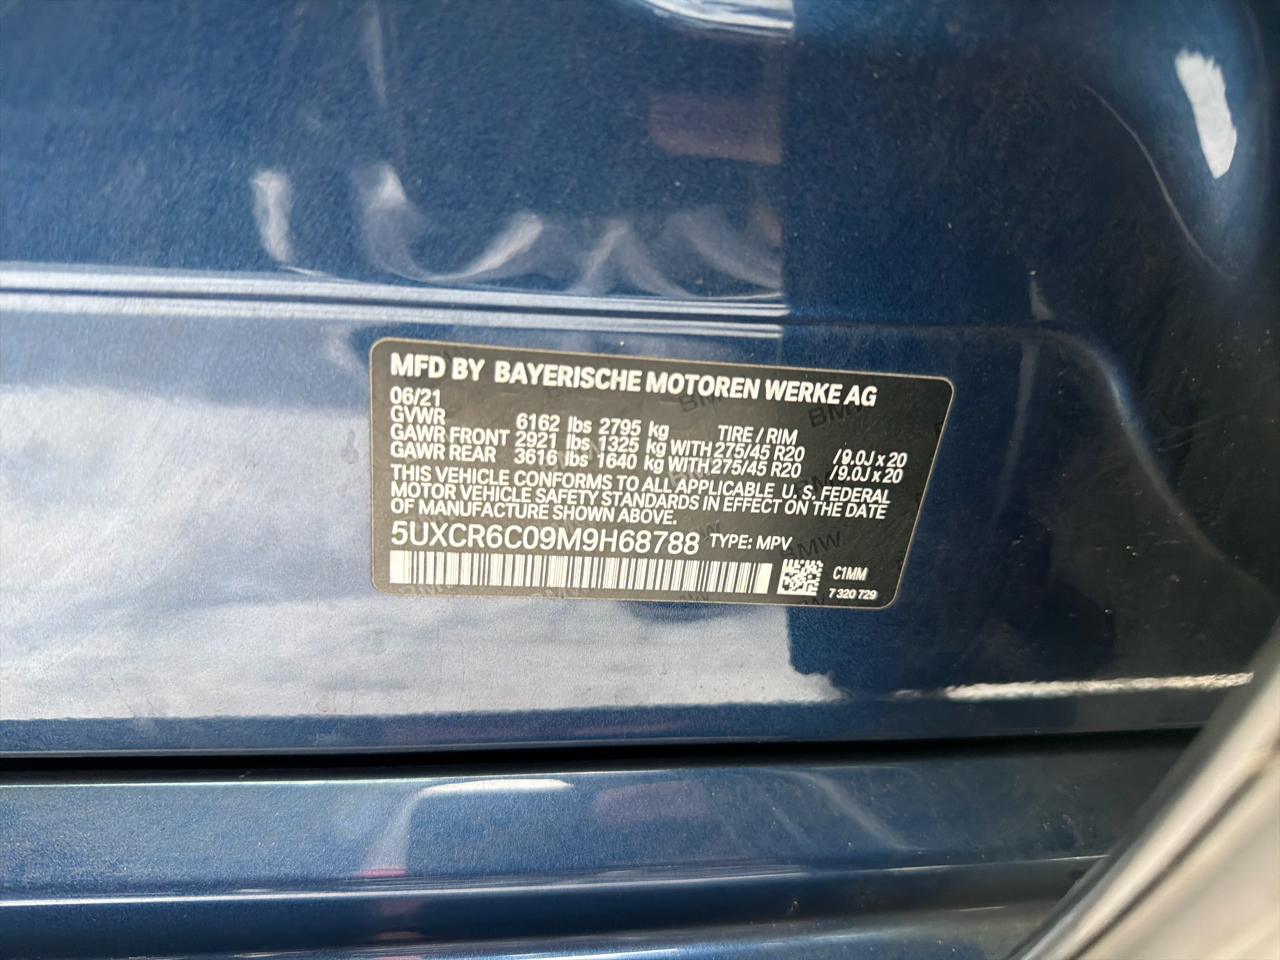 MFD BY BAYERISCHE MOTOREN WERKE AG
06/21
GVWR 6162 lbs 2795 kg TIRE / RIM
GAWR FRONT 2921 lbs 1325 kg WITH 275/45 R20 /9.0J x 20
GAWR REAR 3616 lbs 1640 kg WITH 275/45 R20 /9.0J x 20
THIS VEHICLE CONFORMS TO ALL APPLICABLE U. S. FEDERAL
MOTOR VEHICLE SAFETY STANDARDS IN EFFECT ON THE DATE
OF MANUFACTURE SHOWN ABOVE.
5UXCR6C09M9H68788 TYPE: MPV
C1MM
7 320 729